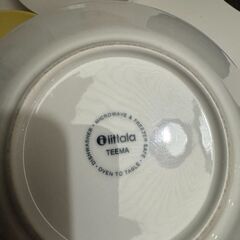 MICROWAVE & FREEZER SAFE
iittala
TEEMA
DISHWASHER • OVEN TO TABLE •